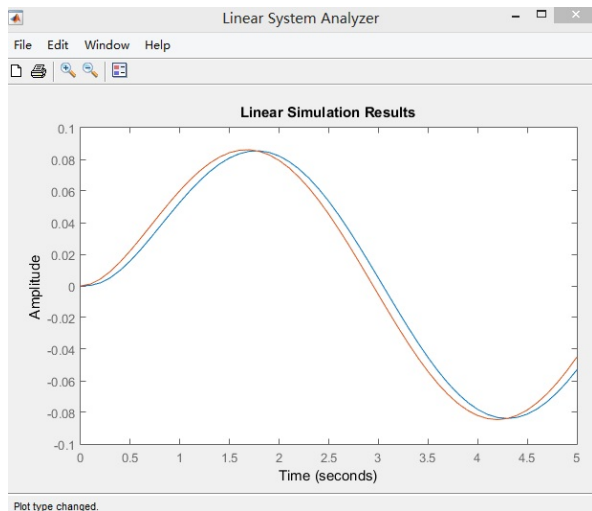 Linear System Analyzer
File Edit Window Help
Linear Simulation Results
Amplitude
0.1
0.08
0.06
0.04
0.02
0
-0.02
-0.04
-0.06
-0.08
-0.1
0 0.5 1 1.5 2 2.5 3 3.5 4 4.5 5
Time (seconds)
Plot type changed.